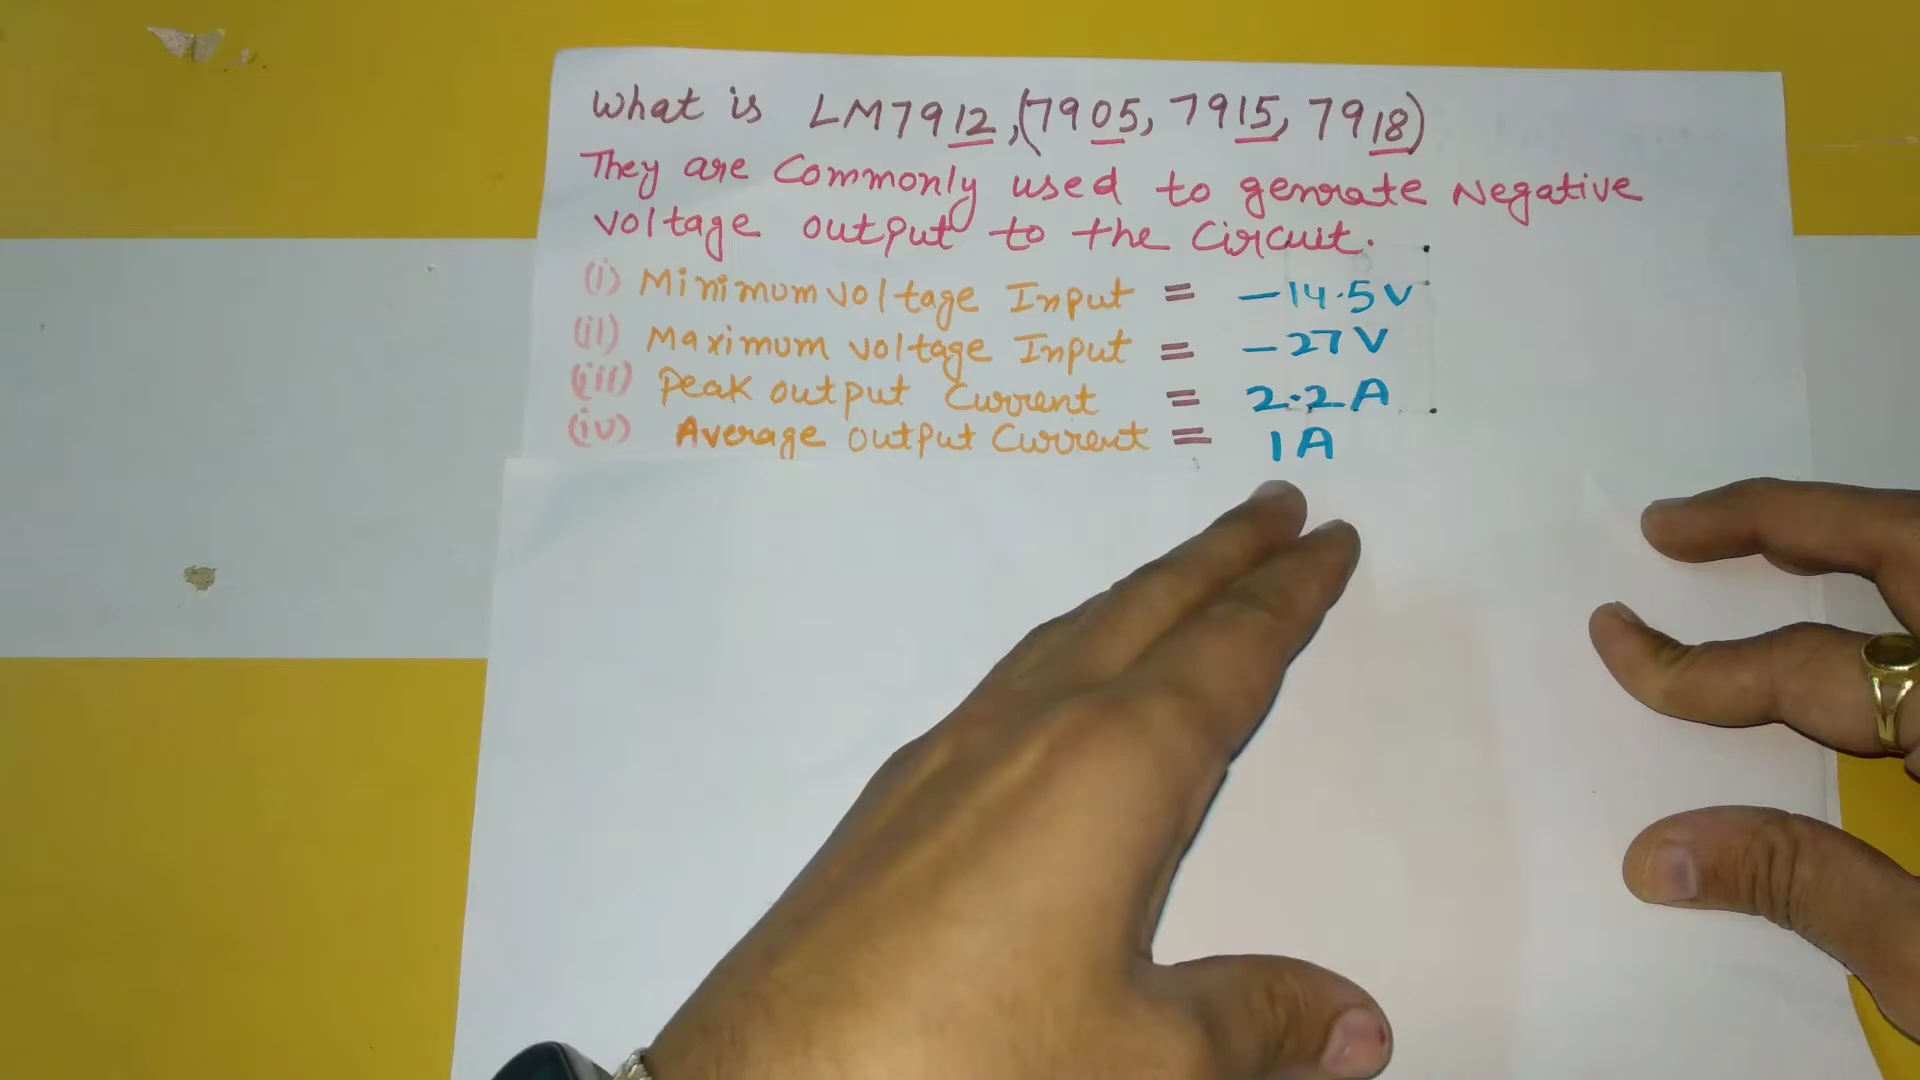 What is LM7912,(7905, 7915, 7918)
They are Commonly used to genrate Negative
voltage output to the Circuit.
(i) Minimum voltage Input = -14.5V
(ii) Maximum voltage Input = -27V
(iii) Peak output Current = 2.2A
(iv) Average output Current = 1A